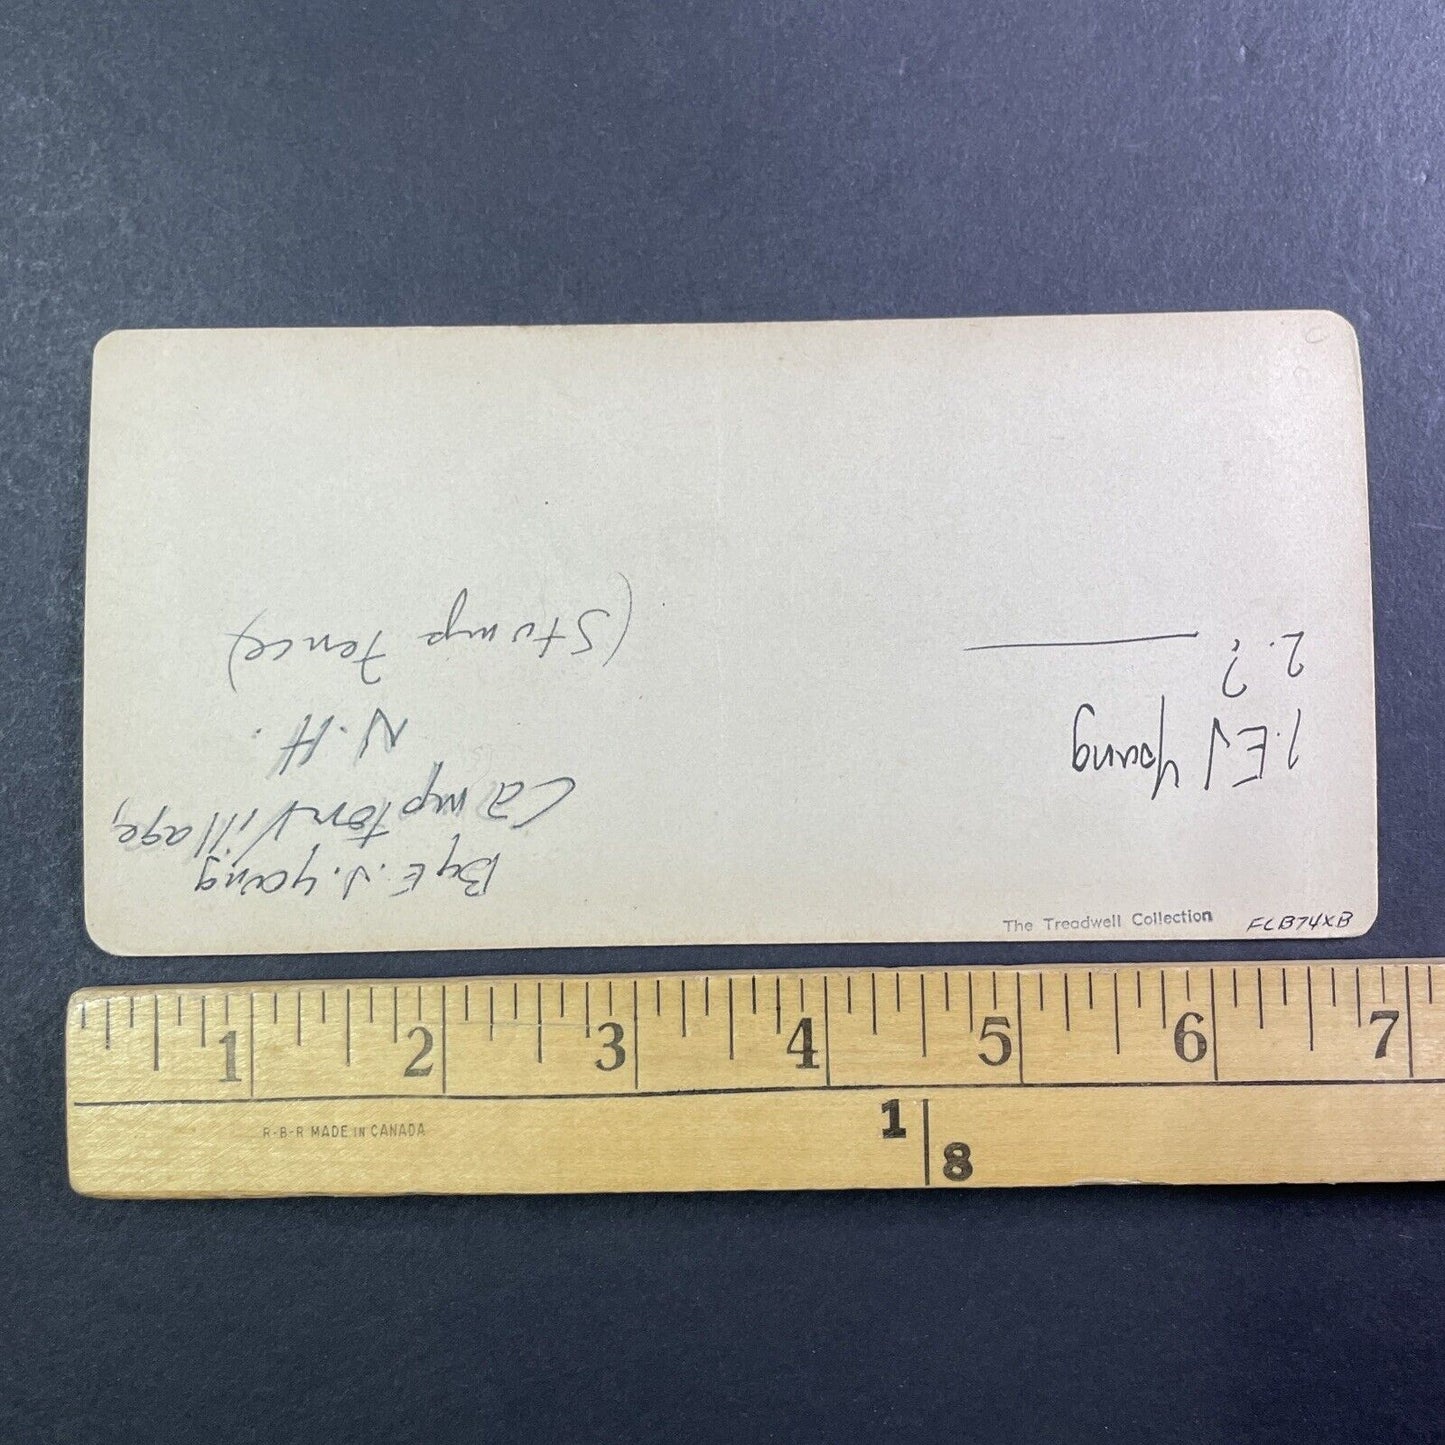 By E. J. Young
Campton Village,
N.H.
(Stump Fence)
1. EJ Young
2. ?
The Treadwell Collection
FCB74XB
1 2 3 4 5 6 7
R-B-R MADE IN CANADA
1
8